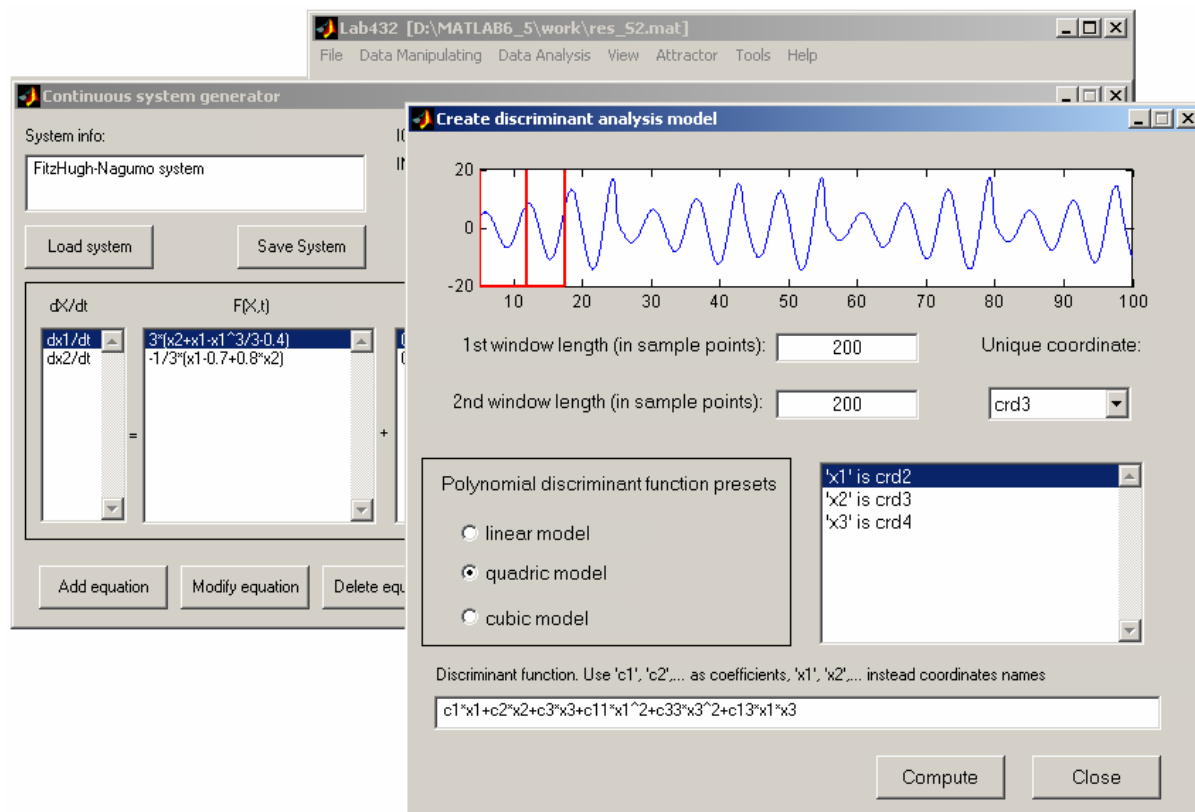 Lab432 [D:\MATLAB6_5\work\res_S2.mat]
File Data Manipulating Data Analysis View Attractor Tools Help
Continuous system generator
System info:
FitzHugh-Nagumo system
Load system Save System
dX/dt F(X,t)
dx1/dt 3*(x2+x1-x1^3/3-0.4)
dx2/dt -1/3*(x1-0.7+0.8*x2)
= +
Add equation Modify equation Delete equ
Create discriminant analysis model
20
0
-20
10 20 30 40 50 60 70 80 90 100
1st window length (in sample points): 200 Unique coordinate:
2nd window length (in sample points): 200 crd3
Polynomial discriminant function presets
linear model
quadric model
cubic model
'x1' is crd2
'x2' is crd3
'x3' is crd4
Discriminant function. Use 'c1', 'c2',... as coefficients, 'x1', 'x2',... instead coordinates names
c1*x1+c2*x2+c3*x3+c11*x1^2+c33*x3^2+c13*x1*x3
Compute Close